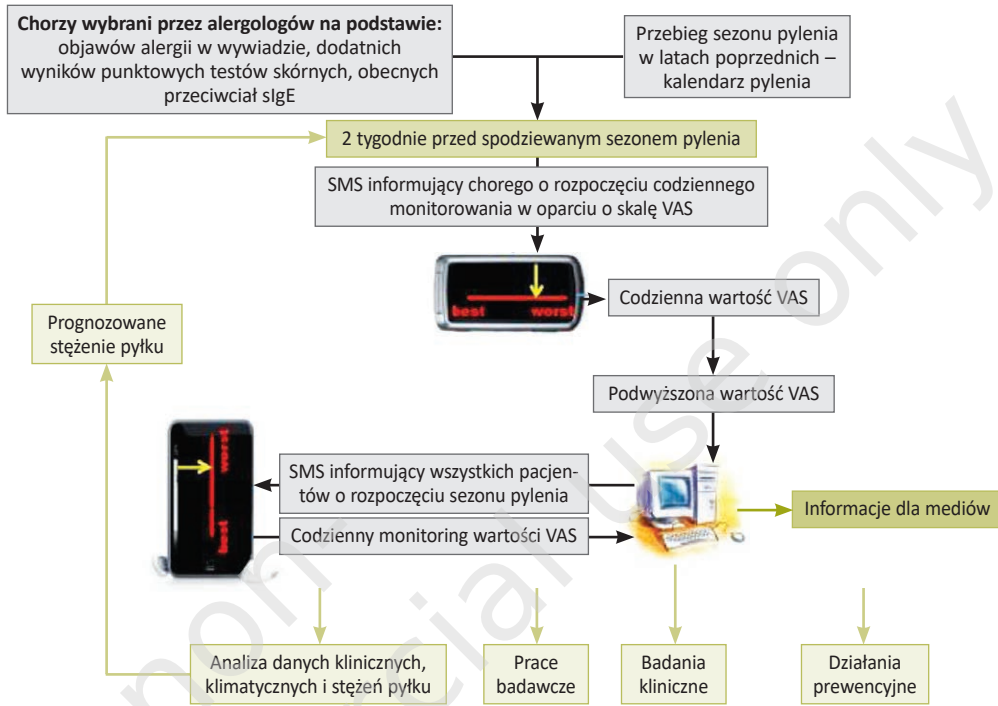 Chorzy wybrani przez alergologów na podstawie:
objawów alergii w wywiadzie, dodatnich
wyników punktowych testów skórnych, obecnych
przeciwciał sIgE
Przebieg sezonu pylenia
w latach poprzednich –
kalendarz pylenia
2 tygodnie przed spodziewanym sezonem pylenia
SMS informujący chorego o rozpoczęciu codziennego
monitorowania w oparciu o skalę VAS
best worst
Codzienna wartość VAS
Prognozowane
stężenie pyłku
Podwyższona wartość VAS
worst
best
SMS informujący wszystkich pacjen-
tów o rozpoczęciu sezonu pylenia
Codzienny monitoring wartości VAS
Informacje dla mediów
Analiza danych klinicznych,
klimatycznych i stężeń pyłku
Prace
badawcze
Badania
kliniczne
Działania
prewencyjne
non-
cial use only